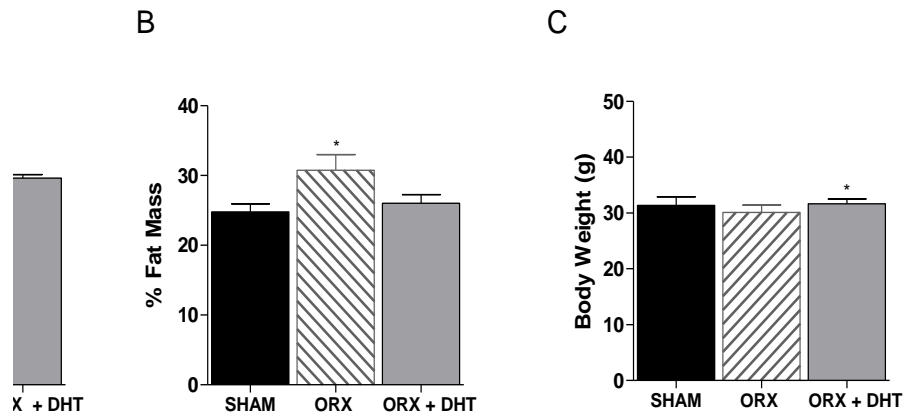 B
C
% Fat Mass
40
30
20
10
0
*
SHAM ORX ORX + DHT
Body Weight (g)
50
40
30
20
10
0
*
SHAM ORX ORX + DHT
X + DHT